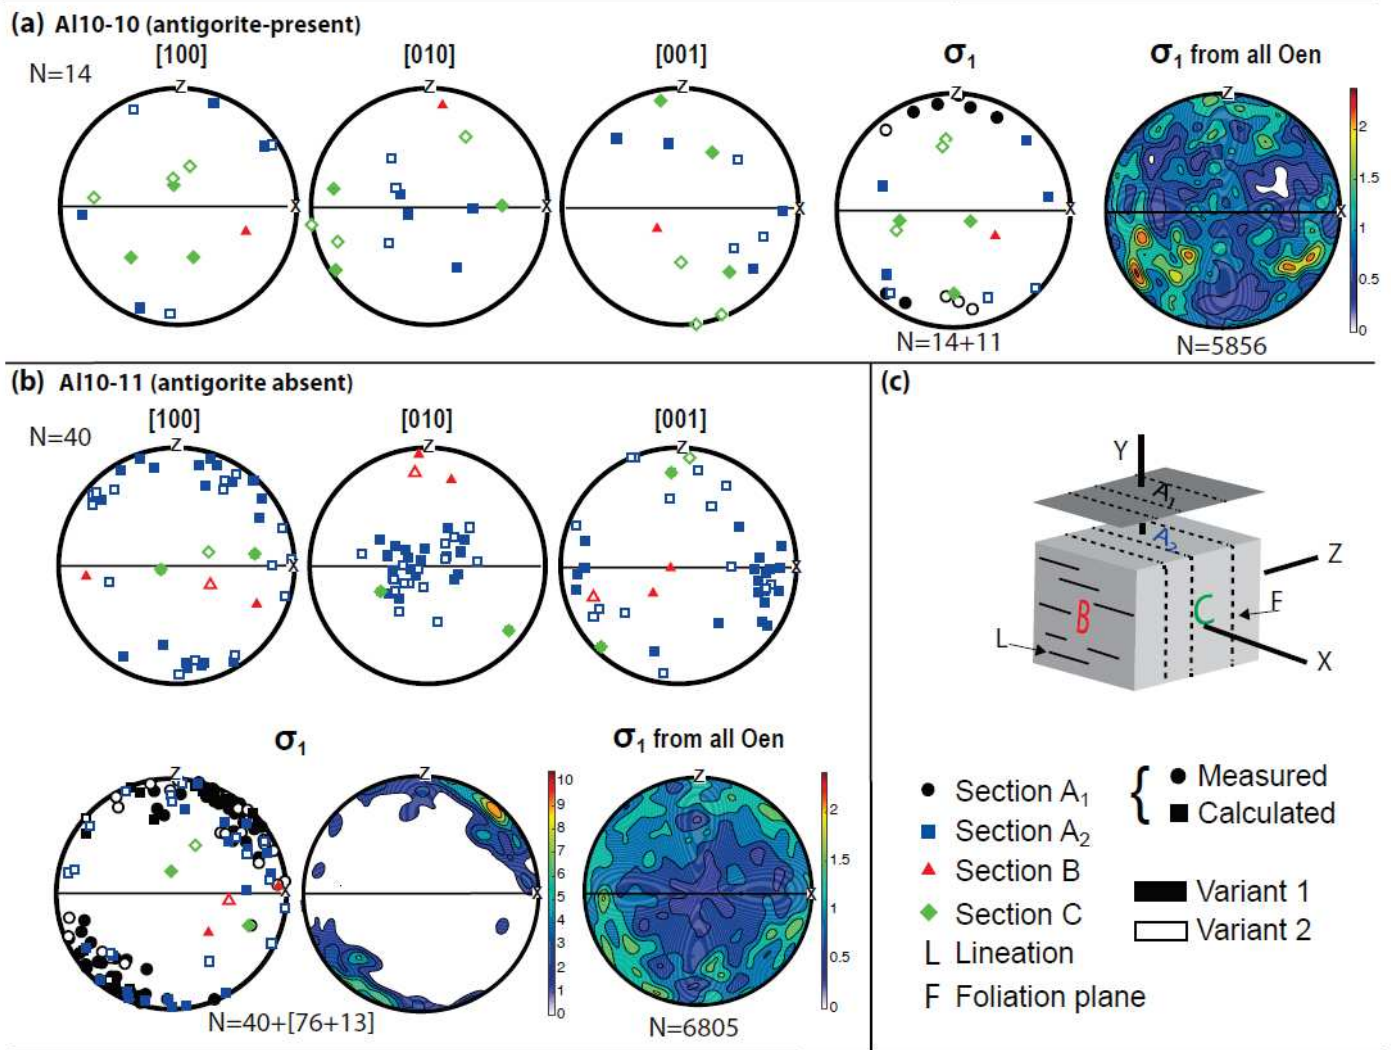 (a) Al10-10 (antigorite-present)
N=14
[100]
[010]
[001]
σ1
σ1 from all Oen
Z
Z
Z
Z
Z
X
X
X
X
X
2
1.5
1
0.5
0
N=14+11
N=5856
(b) Al10-11 (antigorite absent)
N=40
[100]
[010]
[001]
Z
Z
Z
X
X
σ1
σ1 from all Oen
Z
Z
Z
X
X
X
10
9
8
7
6
5
4
3
2
1
0
2
1.5
1
0.5
0
N=40+[76+13]
N=6805
(c)
Y
A1
A2
Z
B
C
F
L
X
Section A1
Section A2
Section B
Section C
L Lineation
F Foliation plane
{ Measured
Calculated
Variant 1
Variant 2